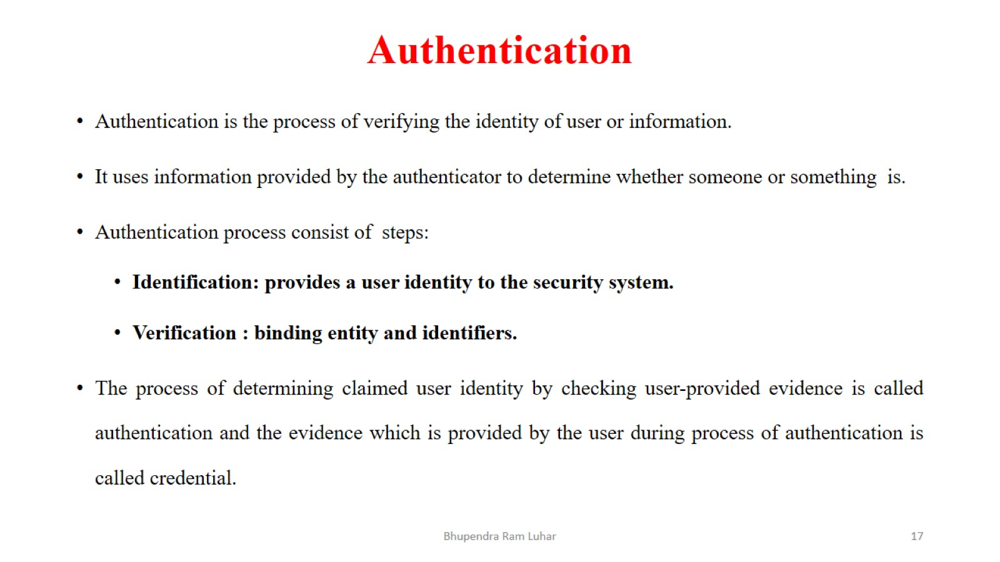 Authentication
• Authentication is the process of verifying the identity of user or information.
• It uses information provided by the authenticator to determine whether someone or something  is.
• Authentication process consist of  steps:
• Identification: provides a user identity to the security system.
• Verification : binding entity and identifiers.
• The process of determining claimed user identity by checking user-provided evidence is called
authentication and the evidence which is provided by the user during process of authentication is
called credential.
Bhupendra Ram Luhar
17